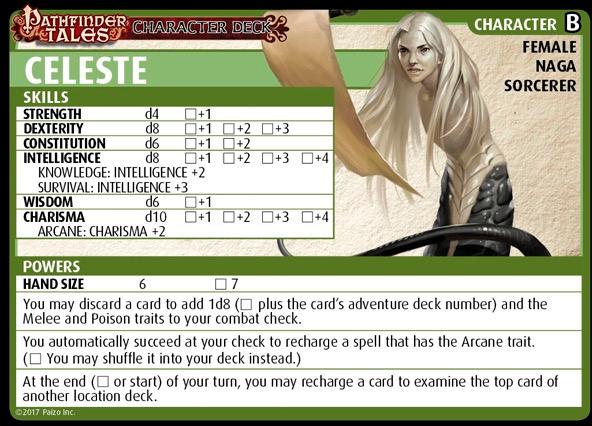 PATHFINDER
TALES CHARACTER DECK
CHARACTER B
CELESTE
FEMALE
NAGA
SORCERER
SKILLS
STRENGTH d4 □+1
DEXTERITY d8 □+1 □+2 □+3
CONSTITUTION d6 □+1 □+2
INTELLIGENCE d8 □+1 □+2 □+3 □+4
KNOWLEDGE: INTELLIGENCE +2
SURVIVAL: INTELLIGENCE +3
WISDOM d6 □+1
CHARISMA d10 □+1 □+2 □+3 □+4
ARCANE: CHARISMA +2
POWERS
HAND SIZE 6 □ 7
You may discard a card to add 1d8 (□ plus the card's adventure deck number) and the
Melee and Poison traits to your combat check.
You automatically succeed at your check to recharge a spell that has the Arcane trait.
(□ You may shuffle it into your deck instead.)
At the end (□ or start) of your turn, you may recharge a card to examine the top card of
another location deck.
©2017 Paizo Inc.